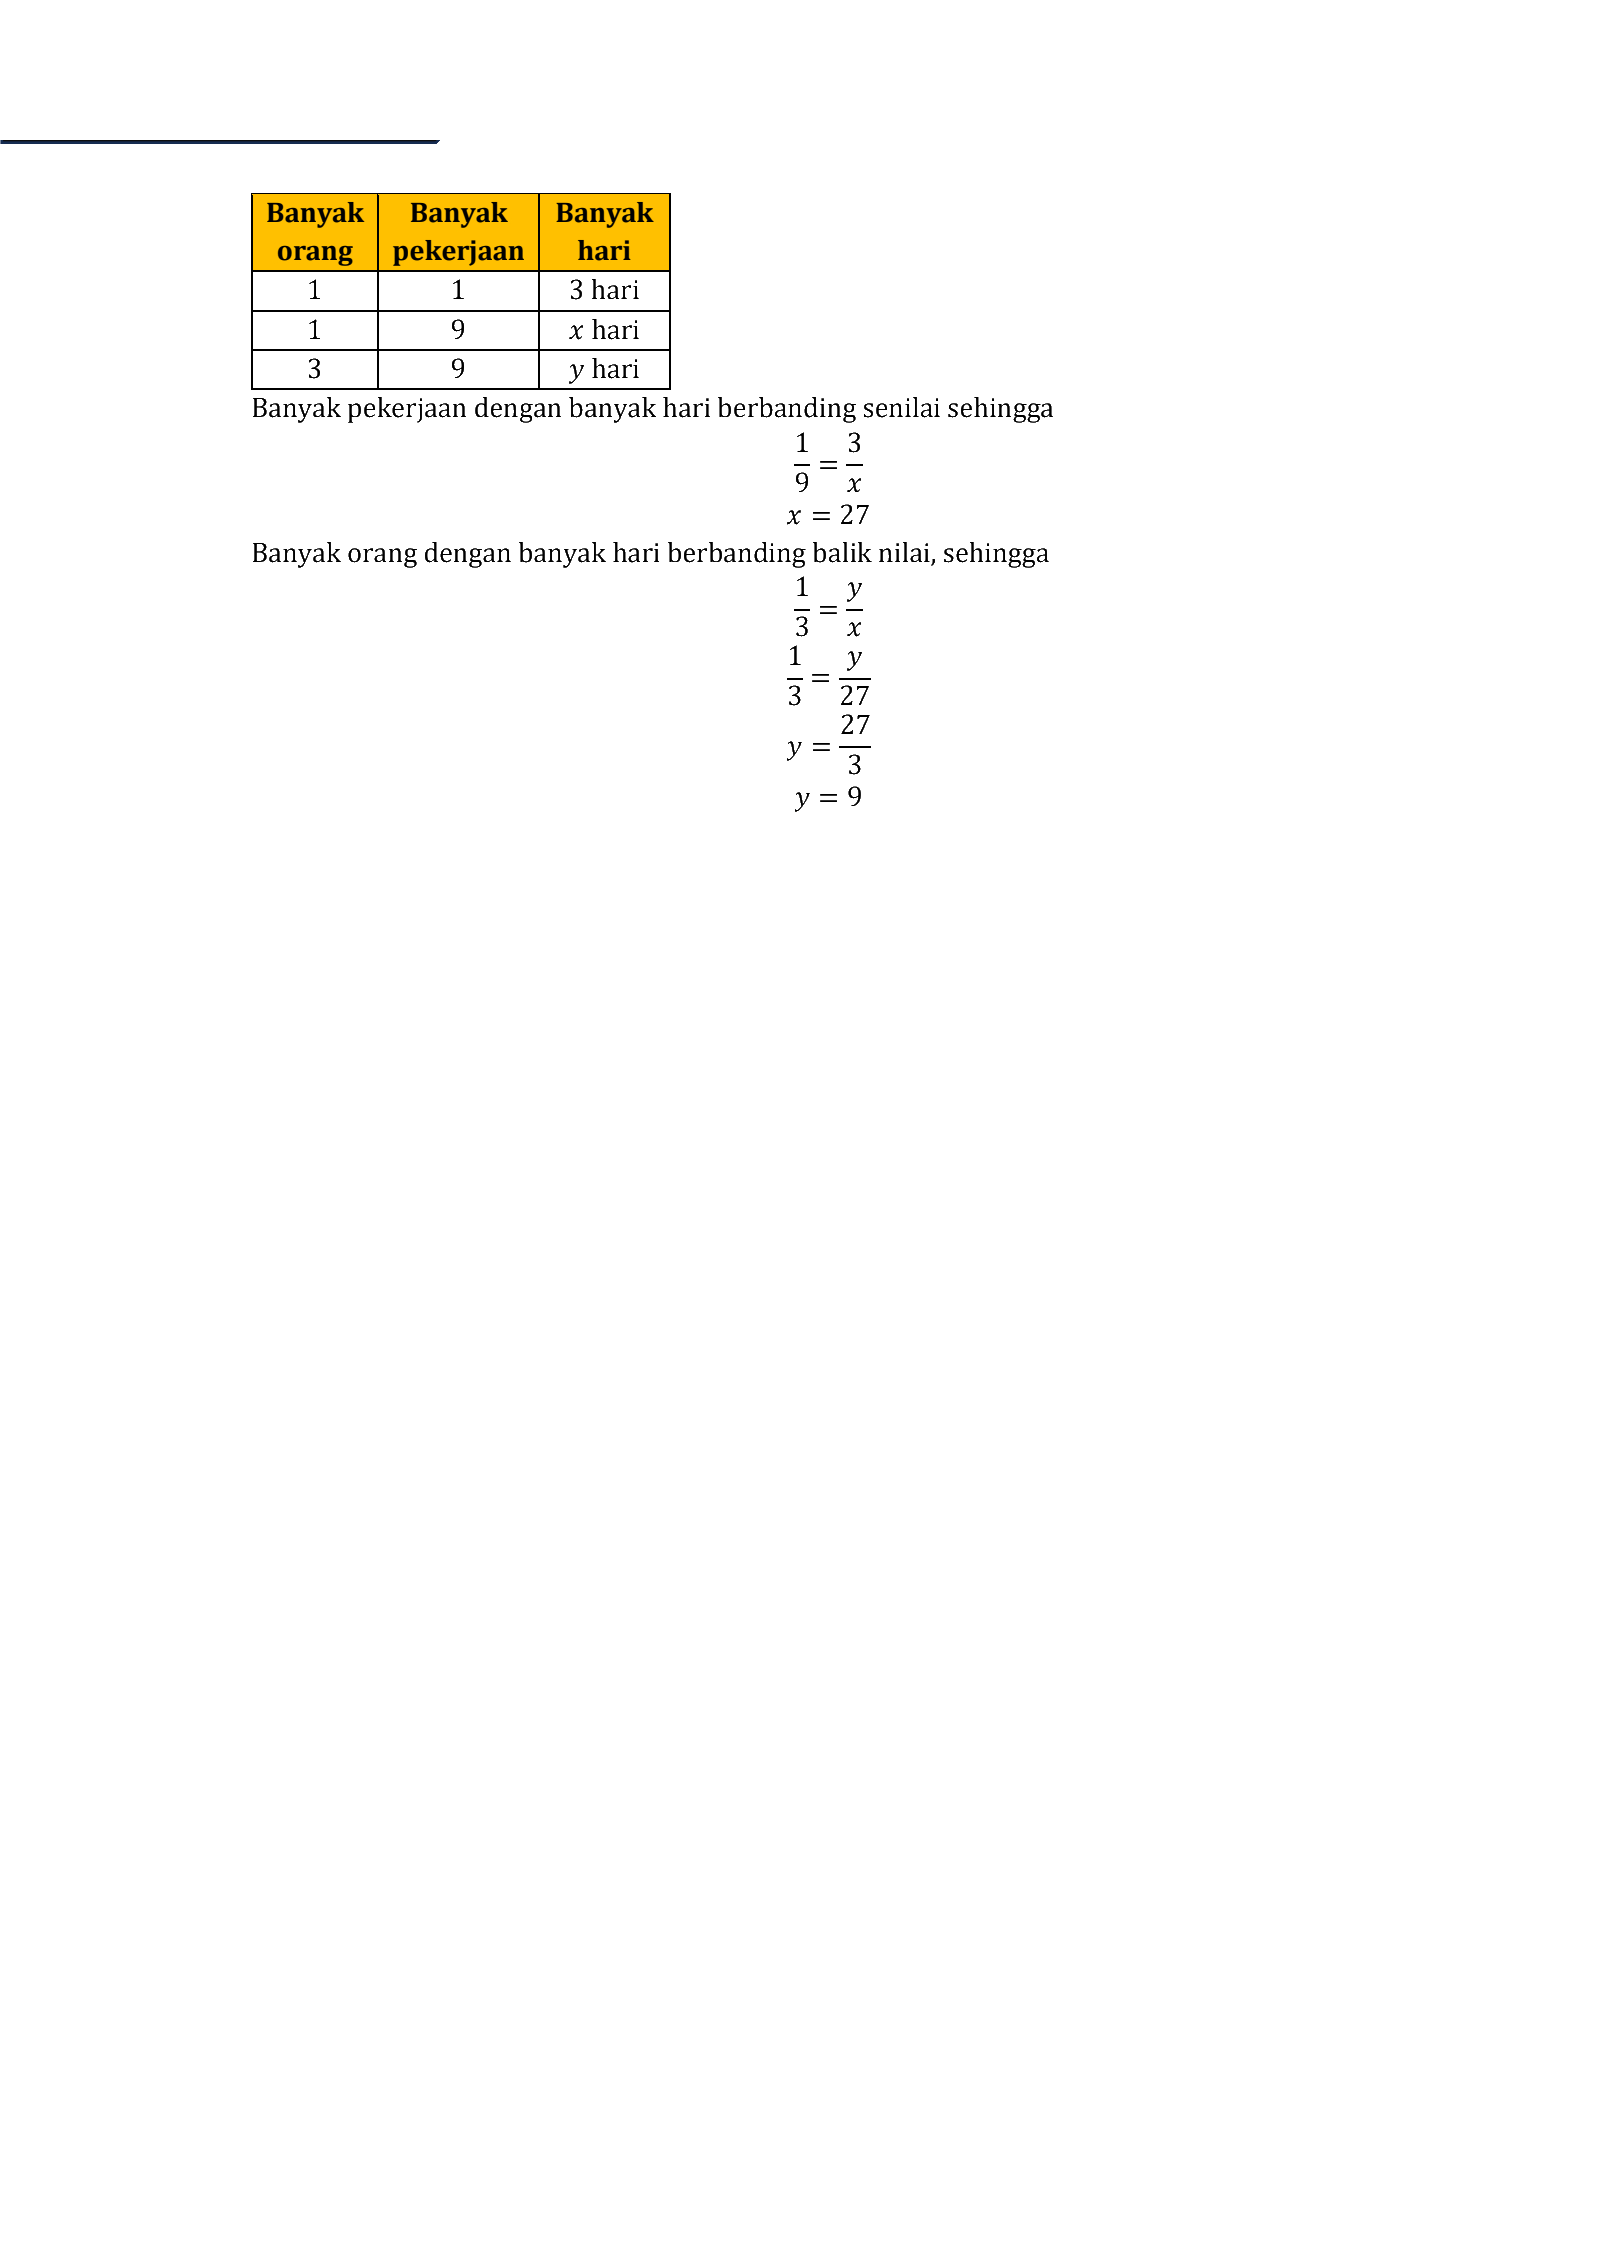 Banyak orang Banyak pekerjaan Banyak hari
1 1 3 hari
1 9 x hari
3 9 y hari
Banyak pekerjaan dengan banyak hari berbanding senilai sehingga
1/9 = 3/x
x = 27
Banyak orang dengan banyak hari berbanding balik nilai, sehingga
1/3 = y/x
1/3 = y/27
y = 27/3
y = 9